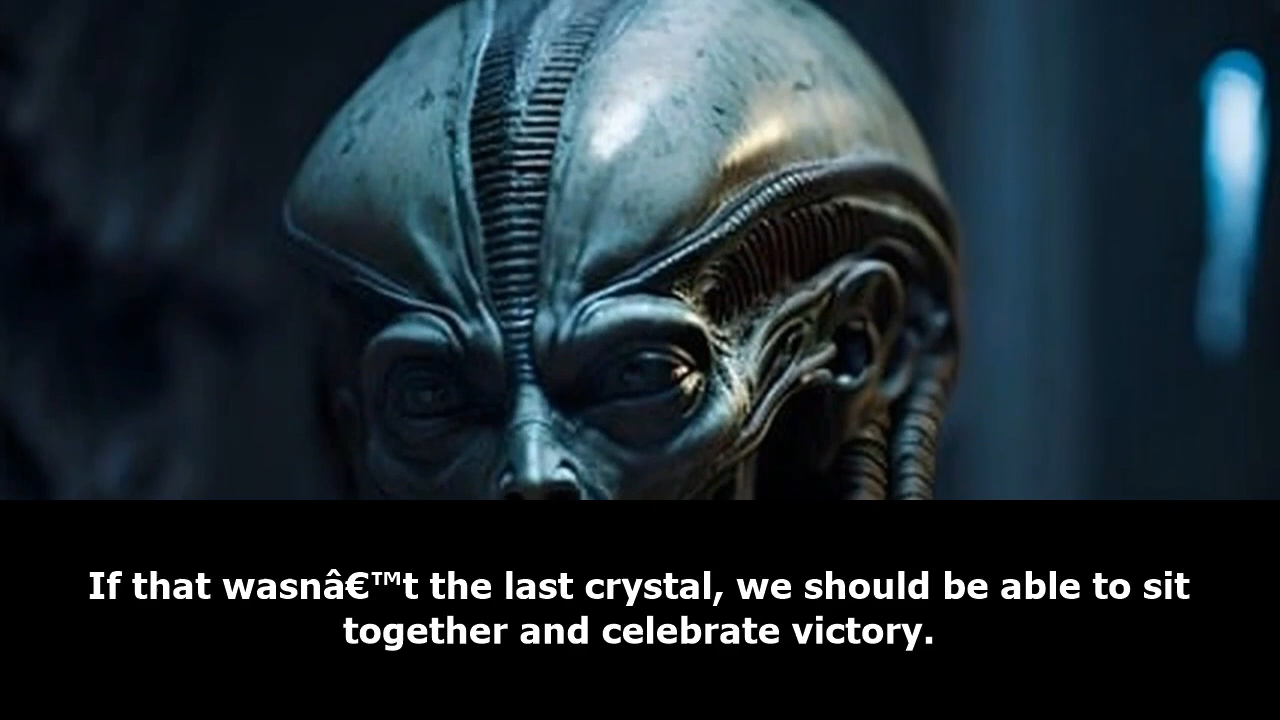 If that wasnâ€™t the last crystal, we should be able to sit
together and celebrate victory.